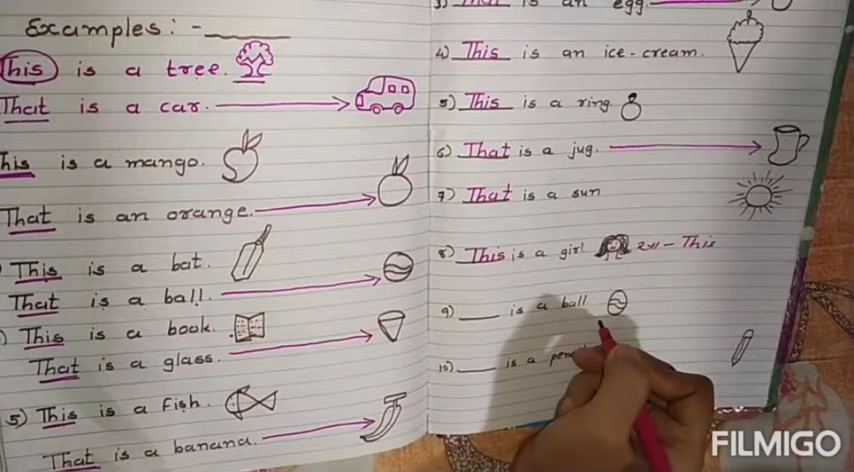 Examples : -
This is a tree.
That is a car.
This is a mango.
That is an orange.
This is a bat.
That is a ball.
This is a book.
That is a glass.
5) This is a fish.
That is a banana.
3) That is an egg.
4) This is an ice-cream.
5) This is a ring
6) That is a jug.
7) That is a sun
8) This is a girl - This
9) ___ is a ball
10) ___ is a
FILMIGO